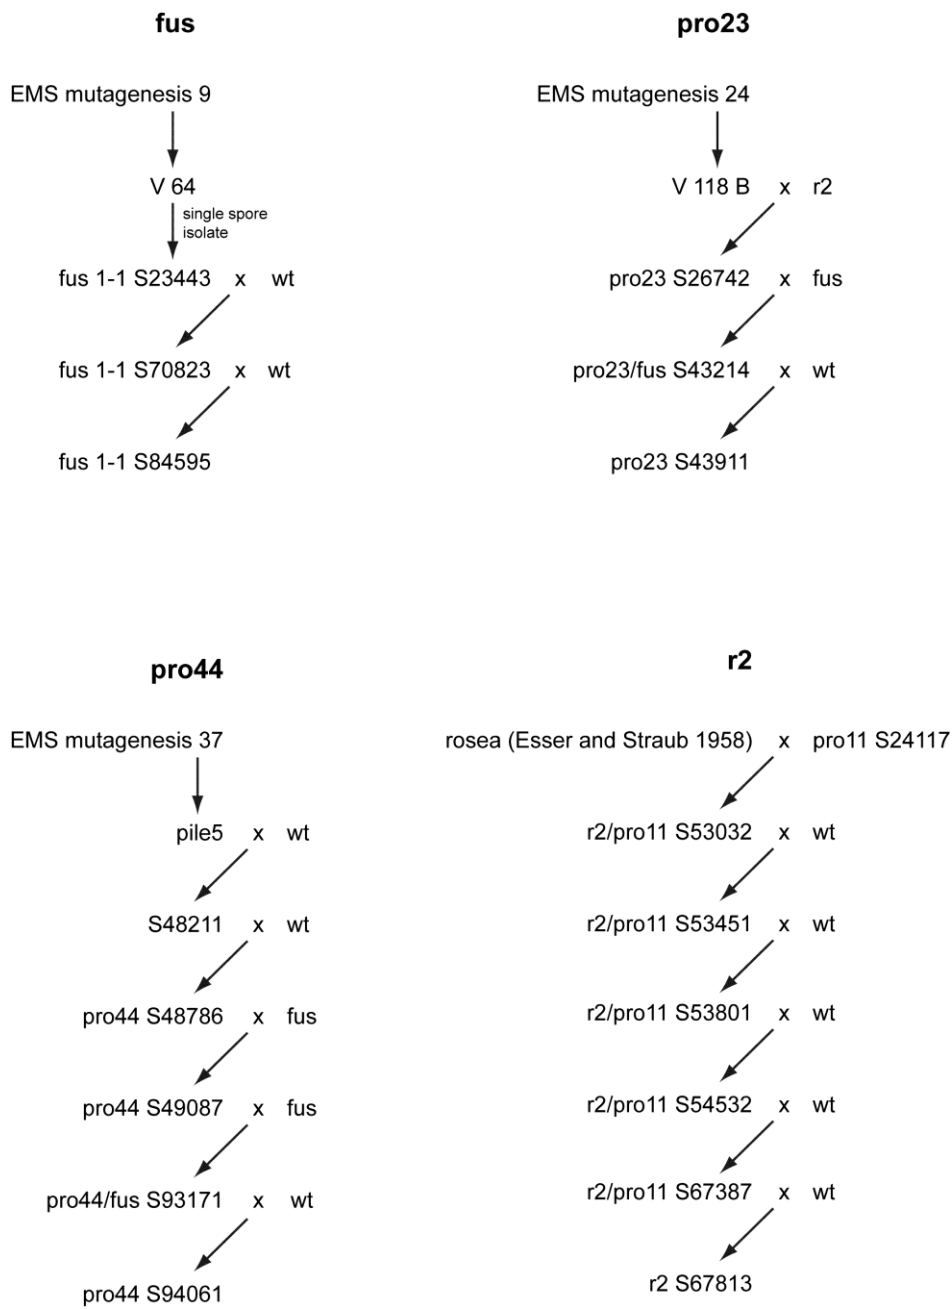 fus
EMS mutagenesis 9
V 64
single spore
isolate
fus 1-1 S23443 x wt
fus 1-1 S70823 x wt
fus 1-1 S84595
pro23
EMS mutagenesis 24
V 118 B x r2
pro23 S26742 x fus
pro23/fus S43214 x wt
pro23 S43911
pro44
EMS mutagenesis 37
pile5 x wt
S48211 x wt
pro44 S48786 x fus
pro44 S49087 x fus
pro44/fus S93171 x wt
pro44 S94061
r2
rosea (Esser and Straub 1958) x pro11 S24117
r2/pro11 S53032 x wt
r2/pro11 S53451 x wt
r2/pro11 S53801 x wt
r2/pro11 S54532 x wt
r2/pro11 S67387 x wt
r2 S67813